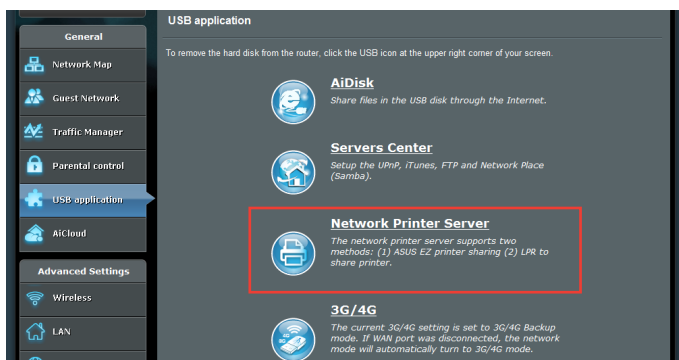 USB application
General
To remove the hard disk from the router, click the USB icon at the upper right corner of your screen.
Network Map
Guest Network
Traffic Manager
Parental control
USB application
AiCloud
Advanced Settings
Wireless
LAN
AiDisk
Share files in the USB disk through the Internet.
Servers Center
Setup the UPnP, iTunes, FTP and Network Place
(Samba).
Network Printer Server
The network printer server supports two
methods: (1) ASUS EZ printer sharing (2) LPR to
share printer.
3G/4G
The current 3G/4G setting is set to 3G/4G Backup
mode. If WAN port was disconnected, the network
mode will automatically turn to 3G/4G mode.